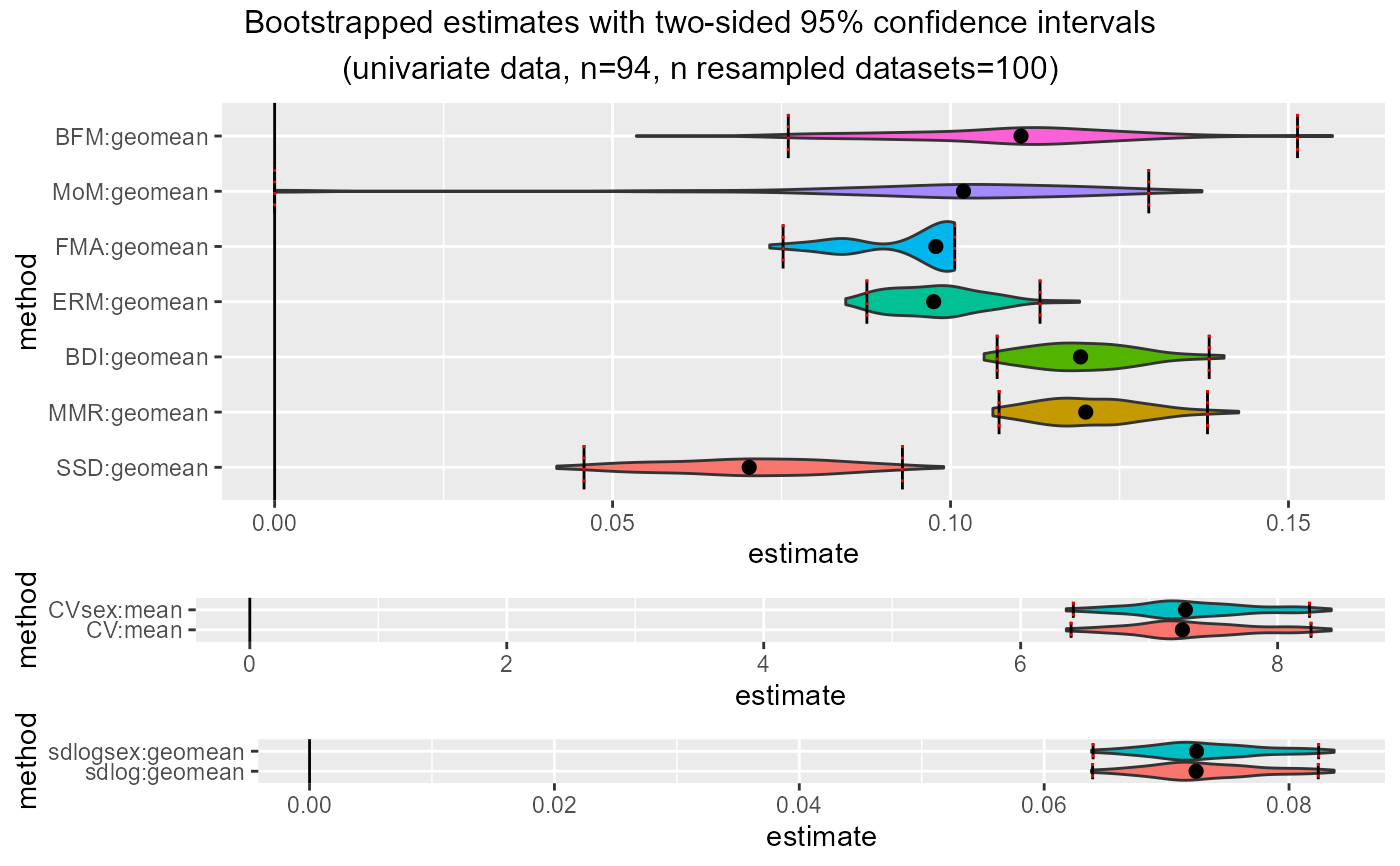 Bootstrapped estimates with two-sided 95% confidence intervals
(univariate data, n=94, n resampled datasets=100)
method
BFM:geomean
MoM:geomean
FMA:geomean
ERM:geomean
BDI:geomean
MMR:geomean
SSD:geomean
0.00 0.05 0.10 0.15
estimate
method
CVsex:mean
CV:mean
0 2 4 6 8
estimate
method
sdlogsex:geomean
sdlog:geomean
0.00 0.02 0.04 0.06 0.08
estimate